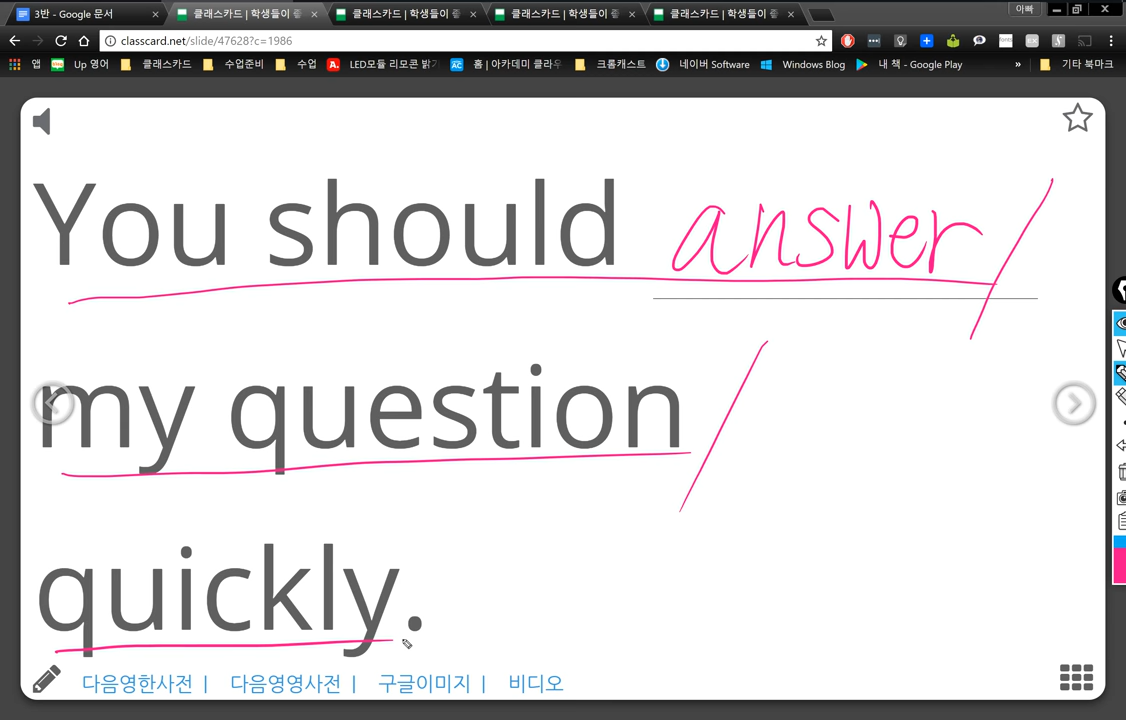 3반 - Google 문서
클래스카드 | 학생들이 좋
클래스카드 | 학생들이 좋
클래스카드 | 학생들이 좋
클래스카드 | 학생들이 좋
아빠
classcard.net/slide/47628?c=1986
앱 Up 영어 클래스카드 수업준비 수업 LED모듈 리모콘 밝기 홈 | 아카데미 클라우 크롬캐스트 네이버 Software Windows Blog 내 책 - Google Play » 기타 북마크
You should answer /
my question /
quickly.
다음영한사전 | 다음영영사전 | 구글이미지 | 비디오